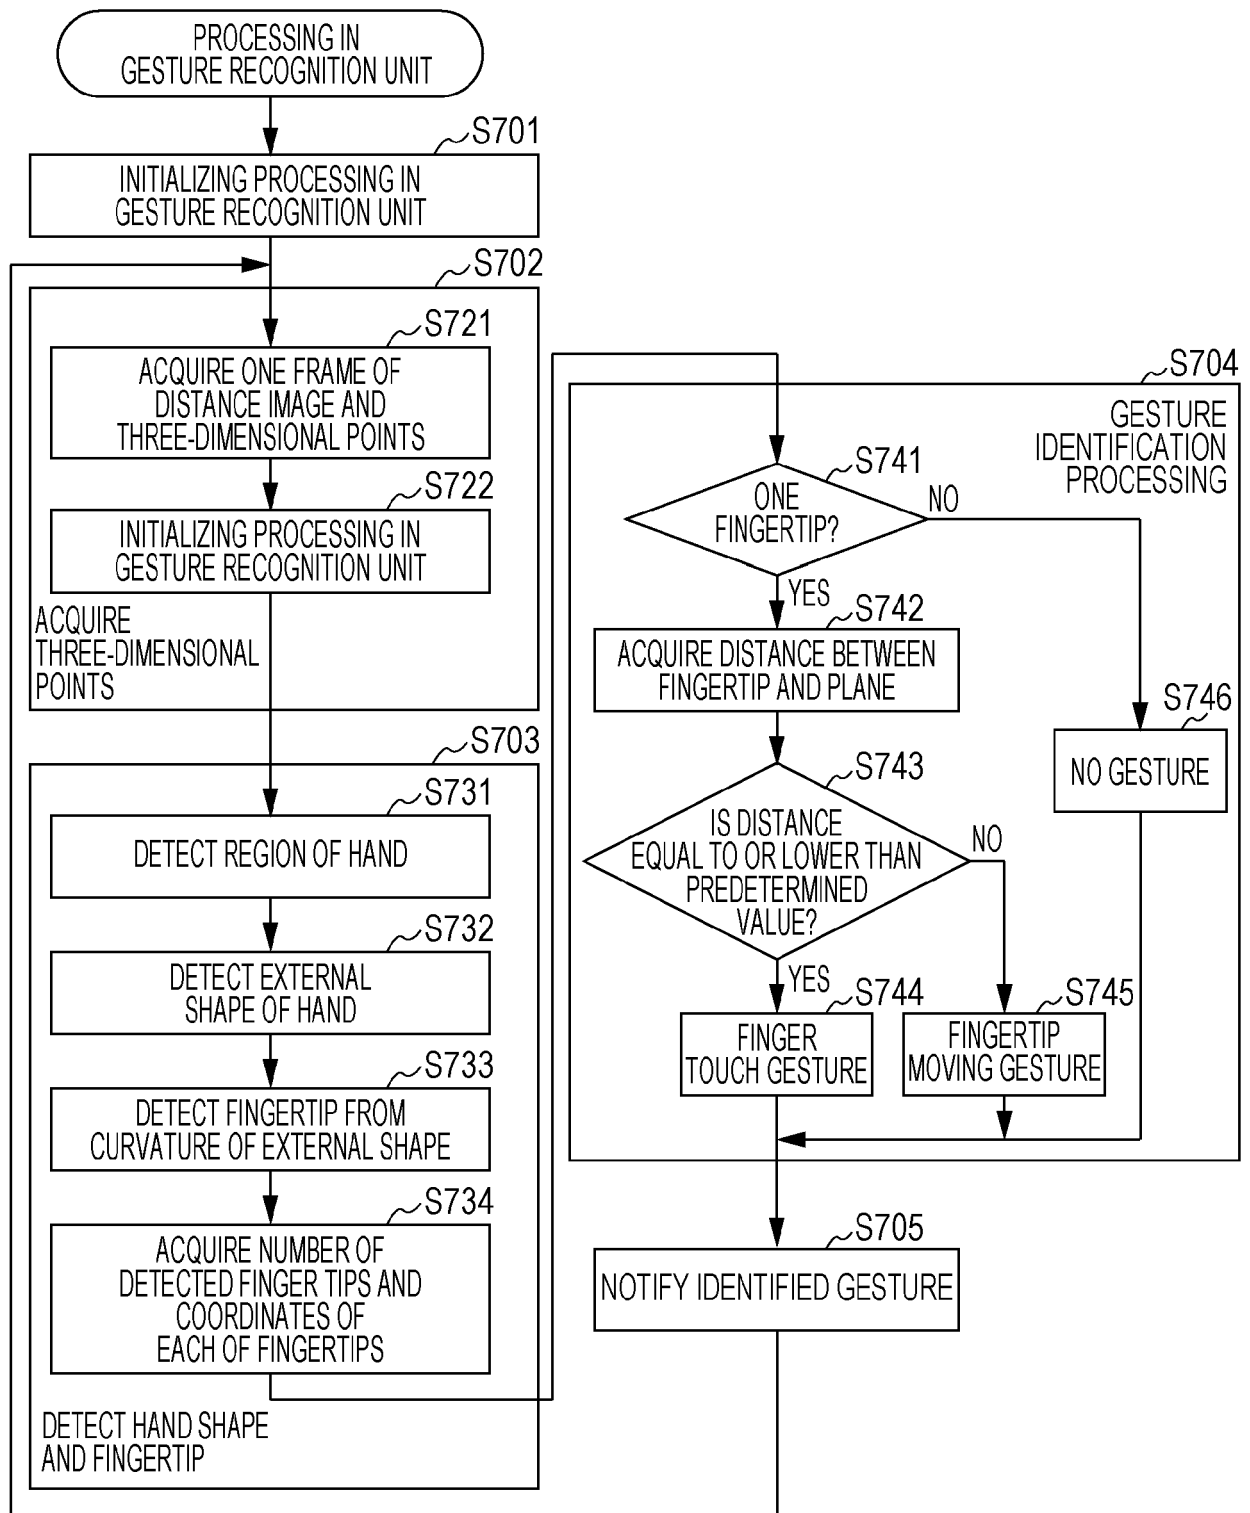 PROCESSING IN
GESTURE RECOGNITION UNIT
S701
INITIALIZING PROCESSING IN
GESTURE RECOGNITION UNIT
S702
S721
ACQUIRE ONE FRAME OF
DISTANCE IMAGE AND
THREE-DIMENSIONAL POINTS
S722
INITIALIZING PROCESSING IN
GESTURE RECOGNITION UNIT
ACQUIRE
THREE-DIMENSIONAL
POINTS
S703
S731
DETECT REGION OF HAND
S732
DETECT EXTERNAL
SHAPE OF HAND
S733
DETECT FINGERTIP FROM
CURVATURE OF EXTERNAL SHAPE
S734
ACQUIRE NUMBER OF
DETECTED FINGER TIPS AND
COORDINATES OF
EACH OF FINGERTIPS
DETECT HAND SHAPE
AND FINGERTIP
S704
GESTURE
IDENTIFICATION
PROCESSING
S741
ONE
FINGERTIP?
NO
YES
S742
ACQUIRE DISTANCE BETWEEN
FINGERTIP AND PLANE
S746
NO GESTURE
S743
IS DISTANCE
EQUAL TO OR LOWER THAN
PREDETERMINED
VALUE?
NO
YES
S744
FINGER
TOUCH GESTURE
S745
FINGERTIP
MOVING GESTURE
S705
NOTIFY IDENTIFIED GESTURE